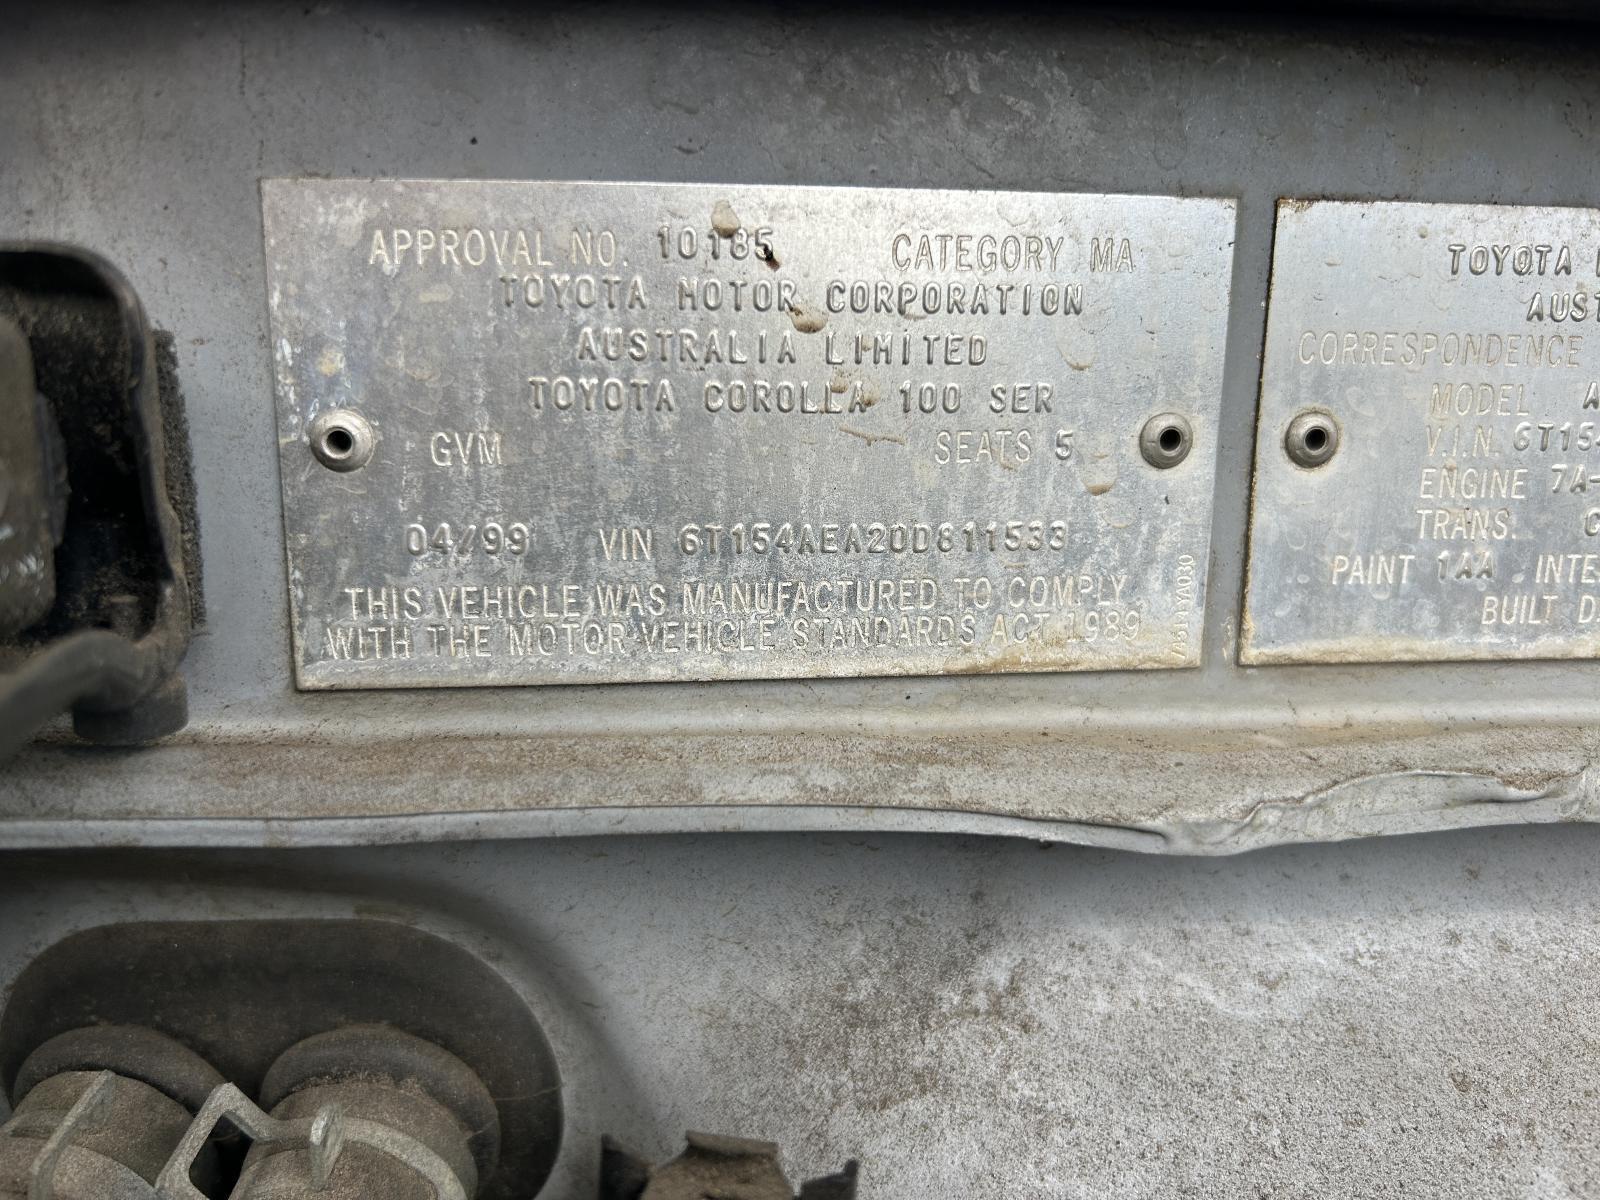 APPROVAL NO. 10185 CATEGORY MA
TOYOTA MOTOR CORPORATION
AUSTRALIA LIMITED
TOYOTA COROLLA 100 SER
GVM SEATS 5
04/99 VIN 6T154AEA20D811533
THIS VEHICLE WAS MANUFACTURED TO COMPLY
WITH THE MOTOR VEHICLE STANDARDS ACT 1989
TOYOTA
AUST
CORRESPONDENCE
MODEL A
V.I.N. 6T154
ENGINE 7A-
TRANS. C
PAINT 1AA . INTE
BUILT D